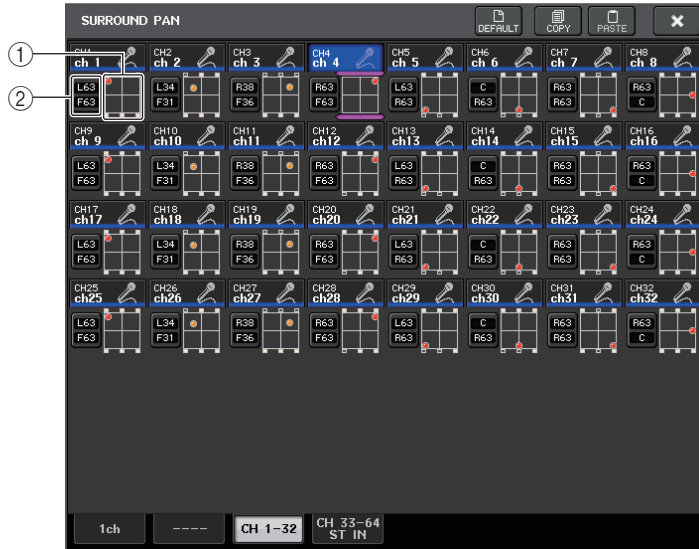 SURROUND PAN
DEFAULT COPY PASTE
①
②
CH1 CH2 CH3 CH4 CH5 CH6 CH7 CH8
ch 1 ch 2 ch 3 ch 4 ch 5 ch 6 ch 7 ch 8
L63 L34 R38 R63 L63 C R63 R63
F63 F31 F36 F63 R63 R63 R63 C
CH9 CH10 CH11 CH12 CH13 CH14 CH15 CH16
ch 9 ch10 ch11 ch12 ch13 ch14 ch15 ch16
L63 L34 R38 R63 L63 C R63 R63
F63 F31 F36 F63 R63 R63 R63 C
CH17 CH18 CH19 CH20 CH21 CH22 CH23 CH24
ch17 ch18 ch19 ch20 ch21 ch22 ch23 ch24
L63 L34 R38 R63 L63 C R63 R63
F63 F31 F36 F63 R63 R63 R63 C
CH25 CH26 CH27 CH28 CH29 CH30 CH31 CH32
ch25 ch26 ch27 ch28 ch29 ch30 ch31 ch32
L63 L34 R38 R63 L63 C R63 R63
F63 F31 F36 F63 R63 R63 R63 C
1ch ---- CH 1-32 CH 33-64
ST IN